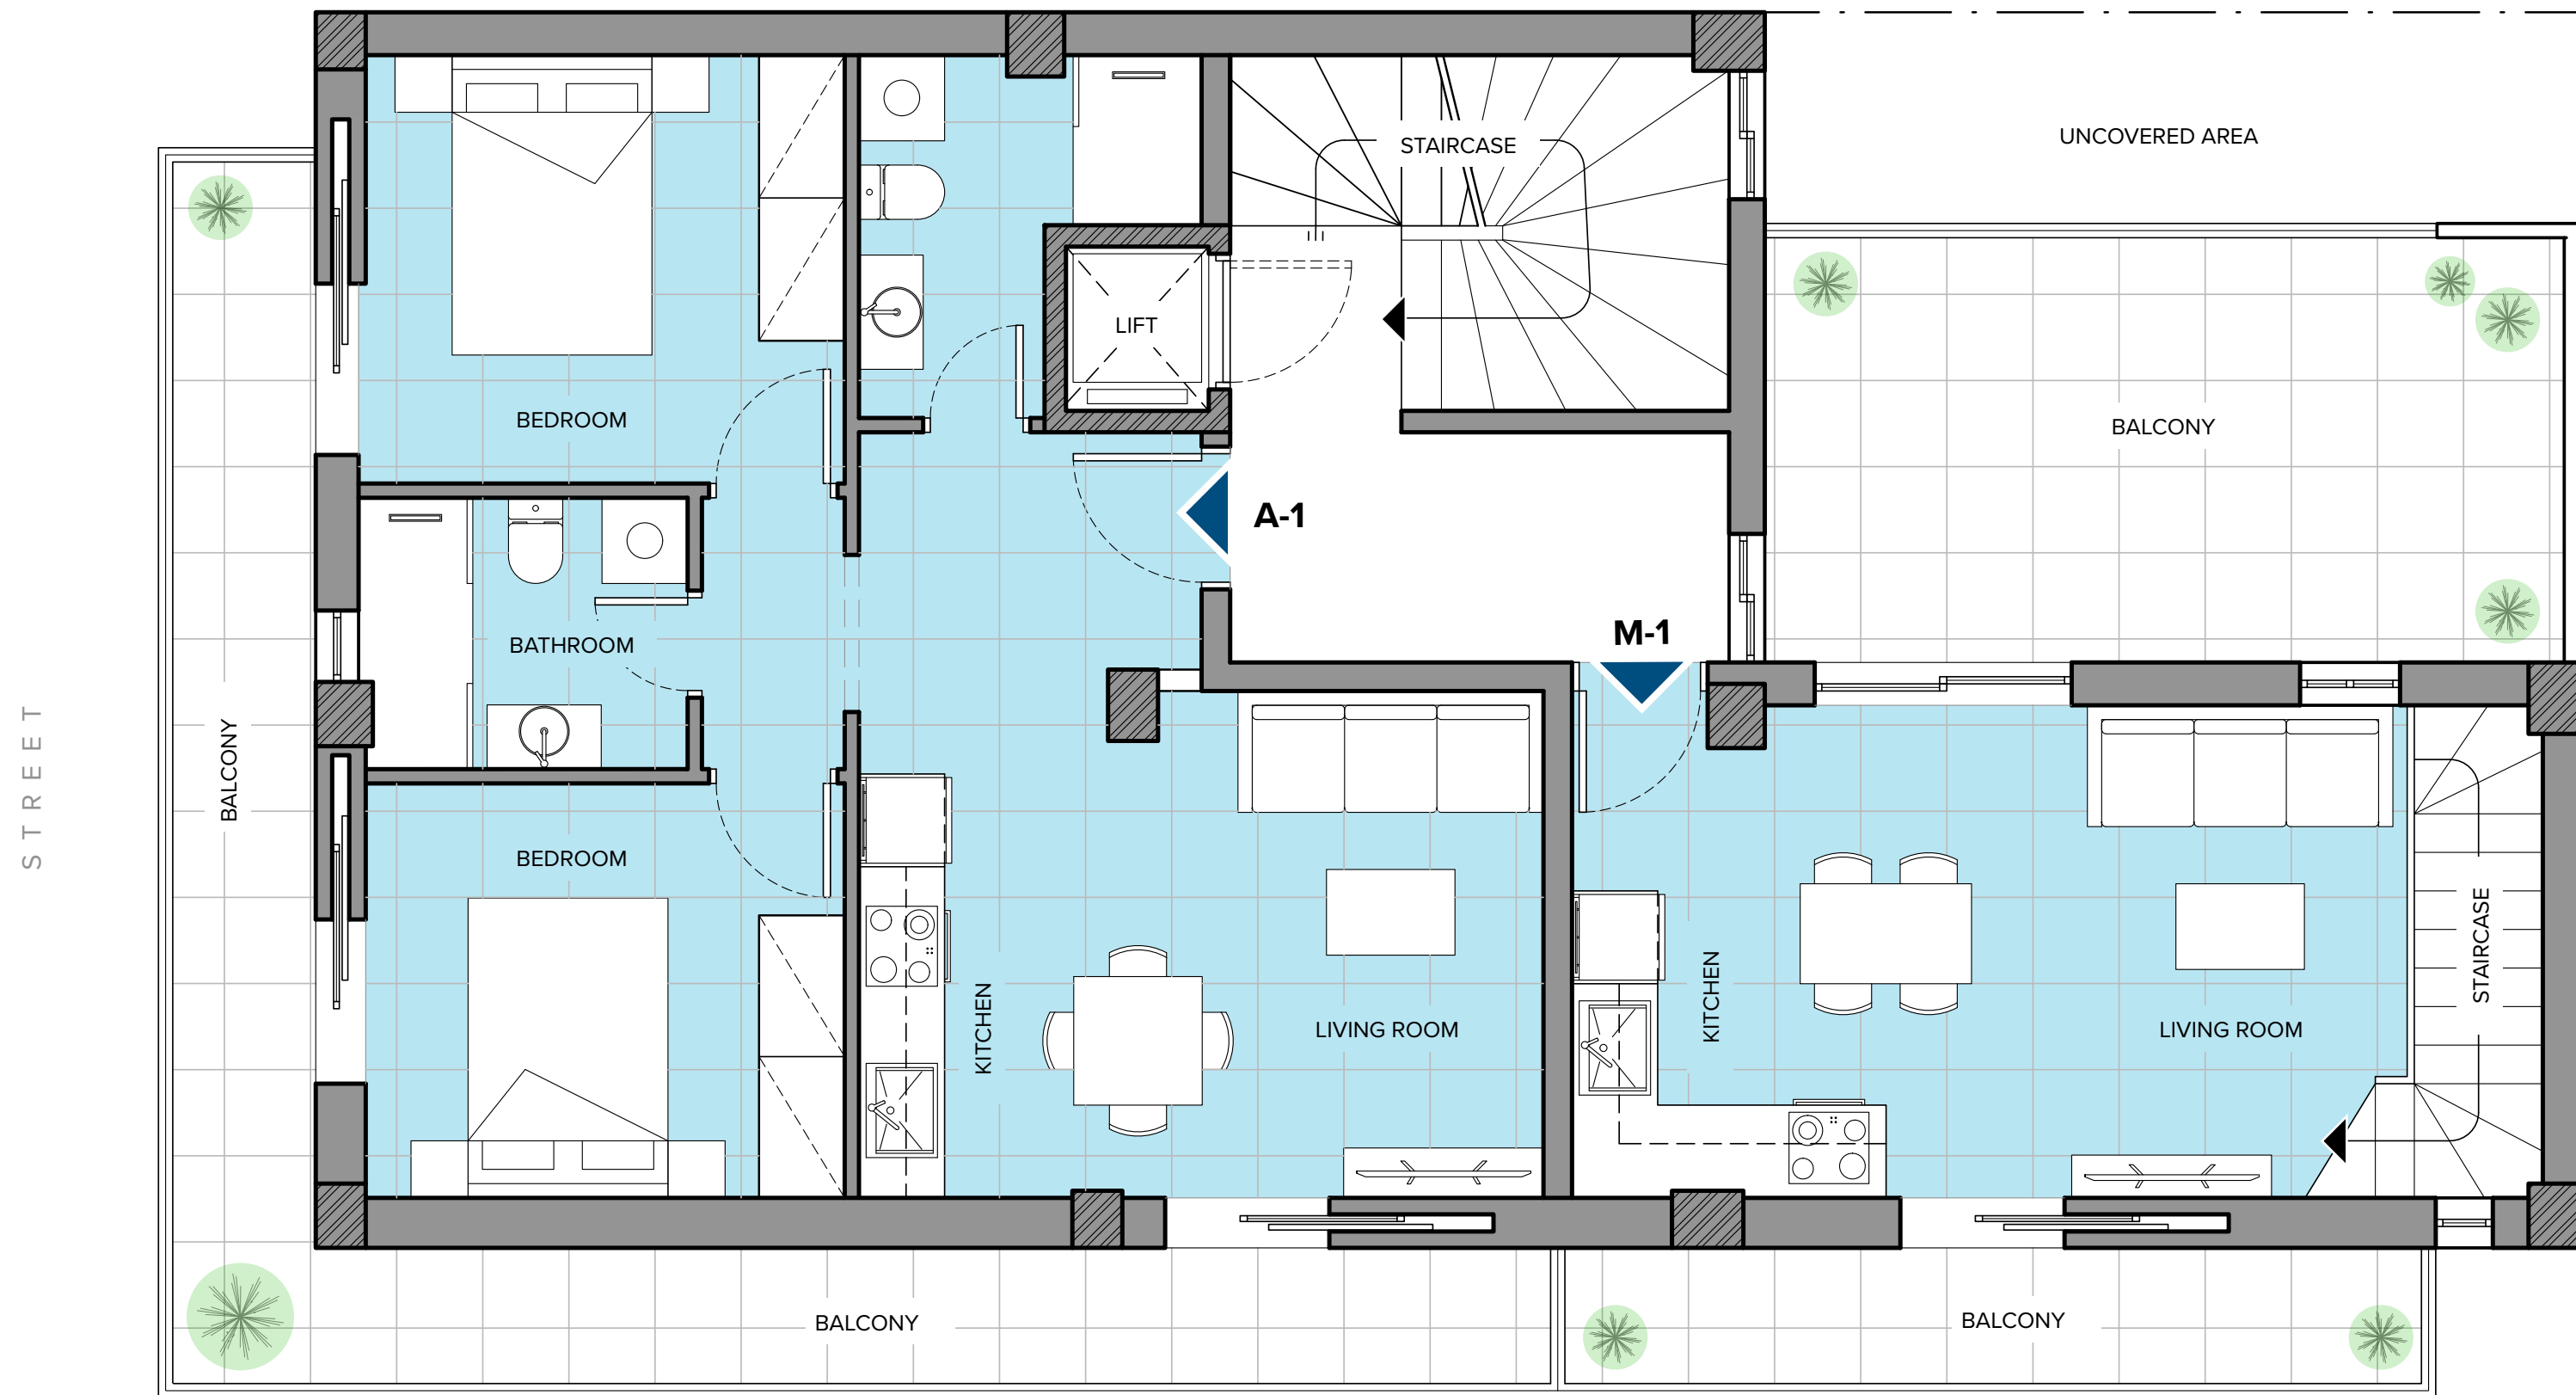 STAIRCASE
UNCOVERED AREA
LIFT
BEDROOM
BALCONY
A-1
M-1
BATHROOM
STREET
BALCONY
BEDROOM
KITCHEN
LIVING ROOM
KITCHEN
LIVING ROOM
STAIRCASE
BALCONY
BALCONY